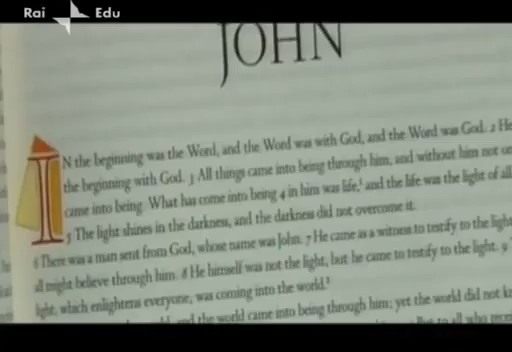 Rai Edu
JOHN
IN the beginning was the Word, and the Word was with God, and the Word was God. 2 He
the beginning with God. 3 All things came into being through him, and without him not on
came into being. What has come into being 4 in him was life, and the life was the light of all
5 The light shines in the darkness, and the darkness did not overcome it.
6 There was a man sent from God, whose name was John. 7 He came as a witness to testify to the light
all might believe through him. 8 He himself was not the light, but he came to testify to the light. 9
light, which enlightens everyone, was coming into the world.
and the world came into being through him; yet the world did not k
to all who